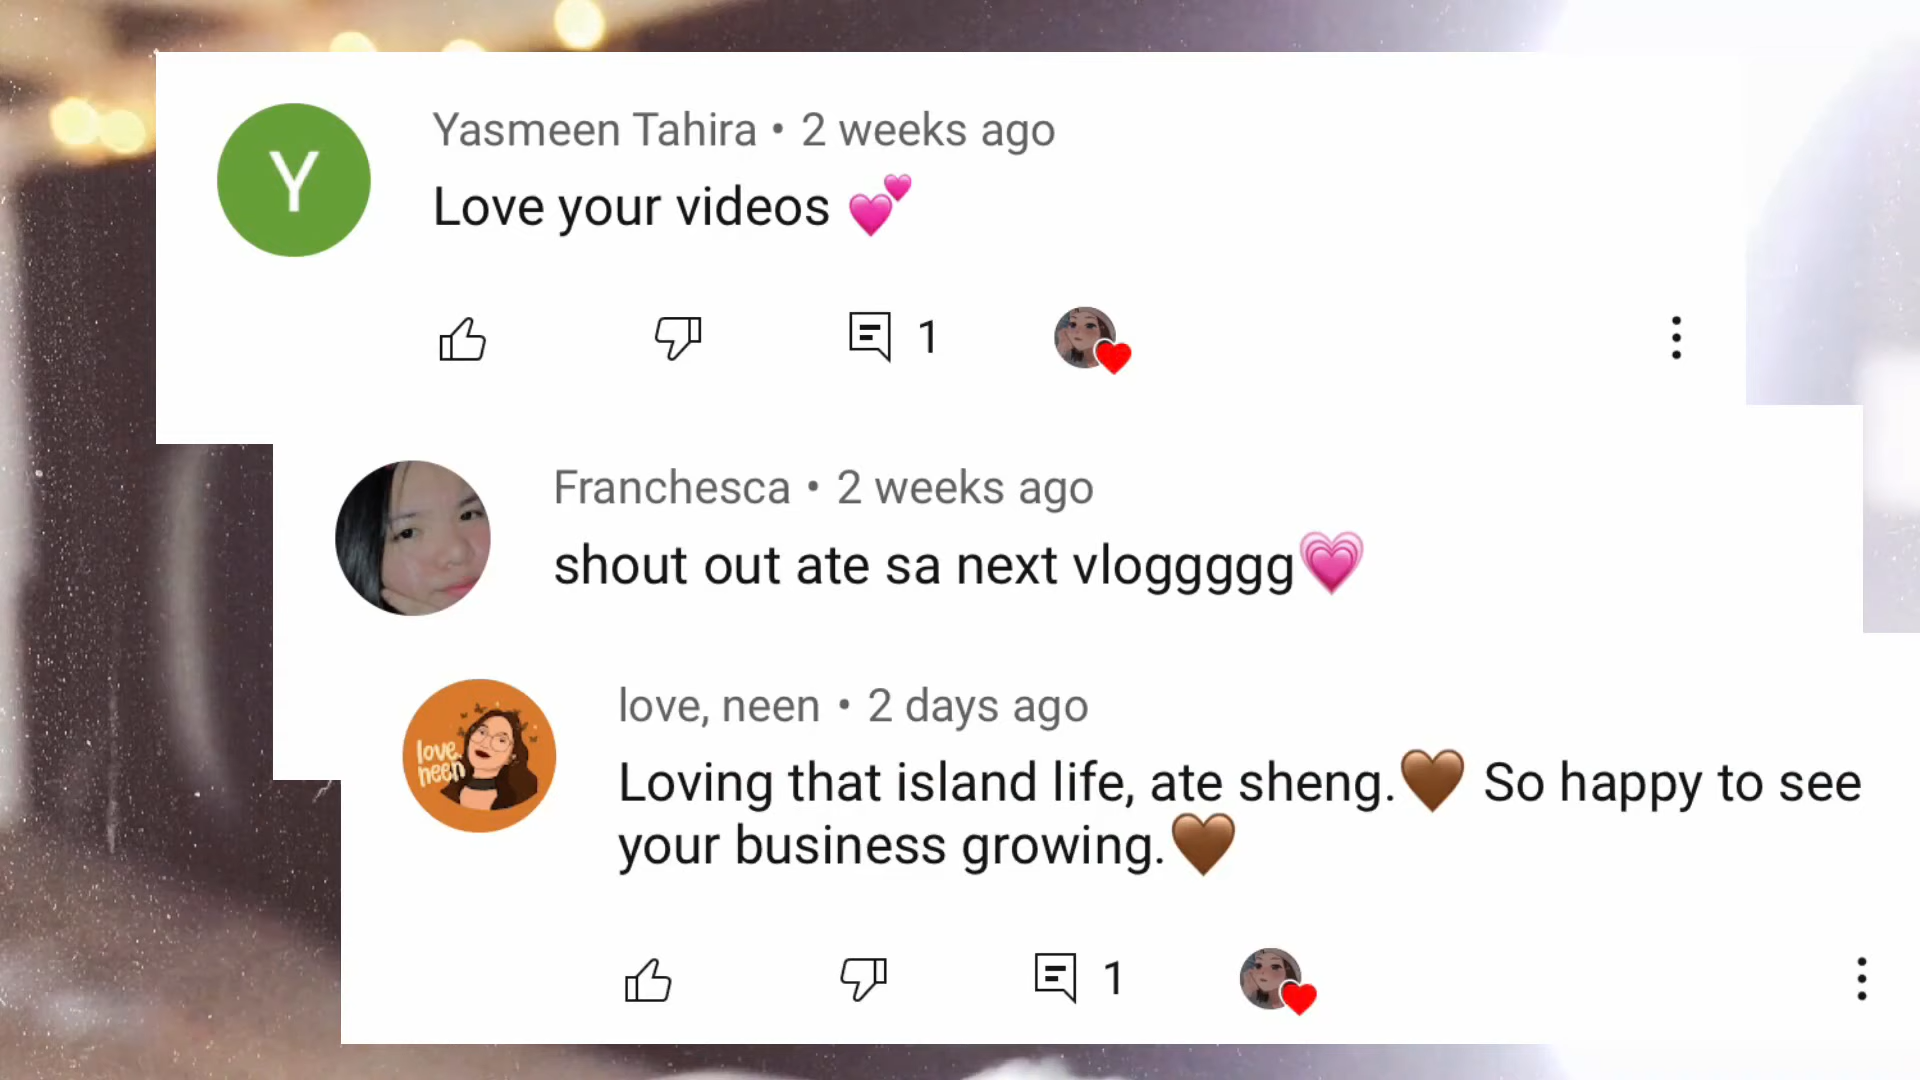 Y
Yasmeen Tahira • 2 weeks ago
Love your videos 💕
1
Franchesca • 2 weeks ago
shout out ate sa next vloggggg💗
love, neen
love, neen • 2 days ago
Loving that island life, ate sheng.🤎 So happy to see
your business growing.🤎
1